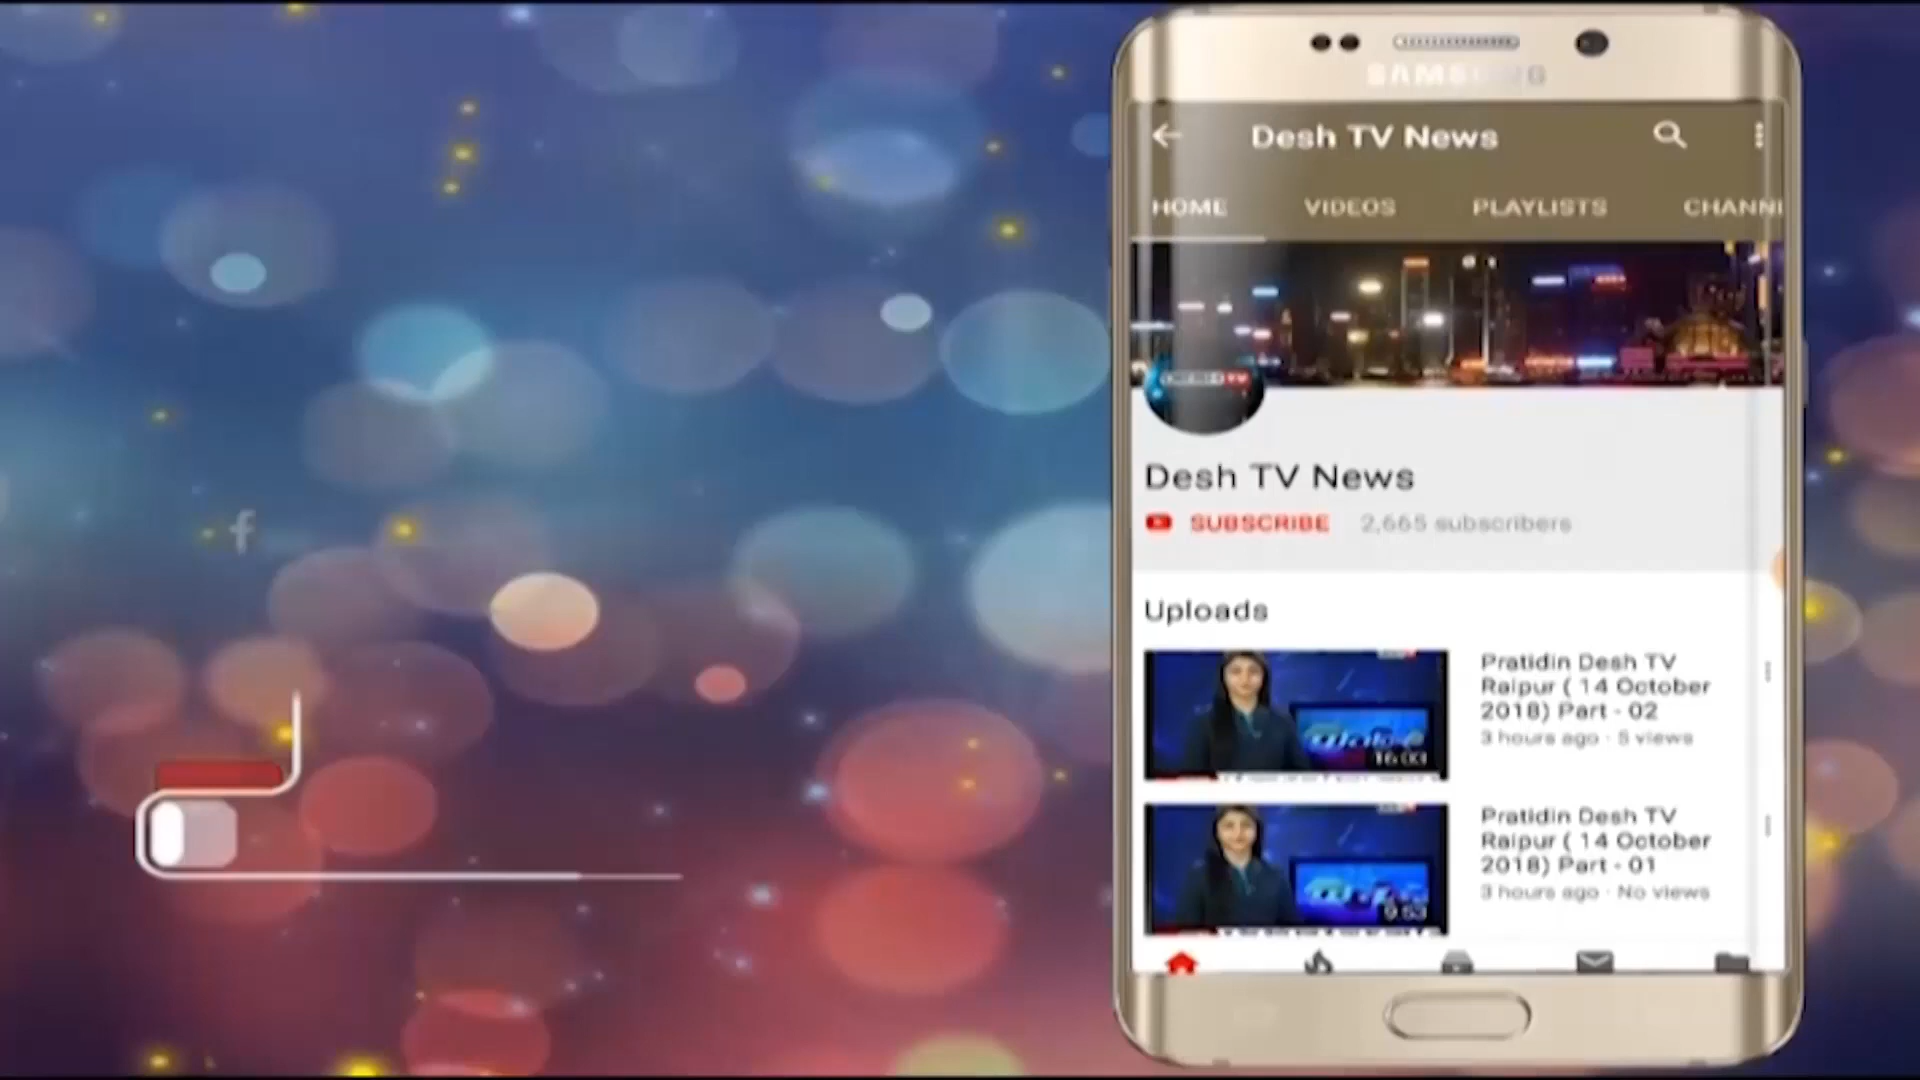 SAMSUNG
Desh TV News
HOME VIDEOS PLAYLISTS CHANNE
Desh TV News
SUBSCRIBE 2,665 subscribers
Uploads
Pratidin Desh TV
Raipur ( 14 October
2018) Part - 02
3 hours ago · 5 views
16:03
Pratidin Desh TV
Raipur ( 14 October
2018) Part - 01
3 hours ago · No views
9:53
f